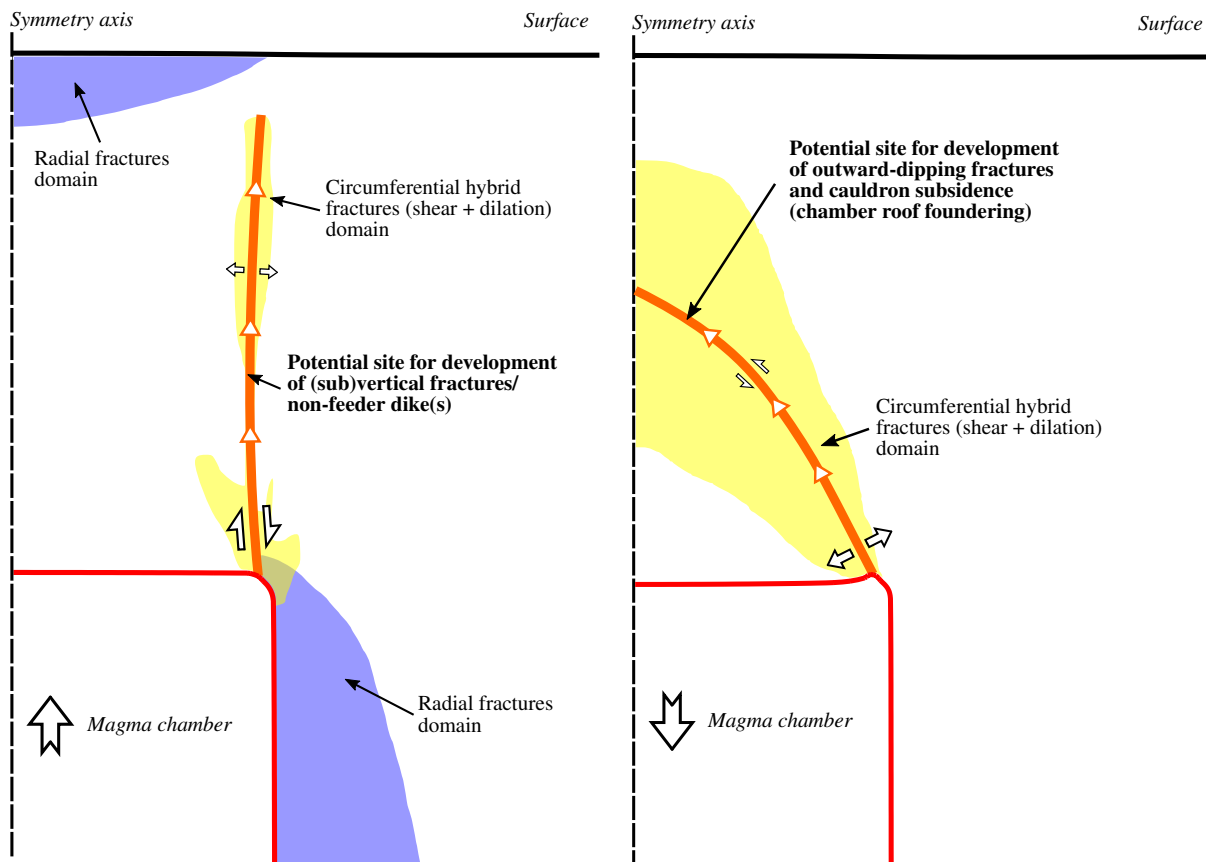 Symmetry axis
Surface
Radial fractures
domain
Circumferential hybrid
fractures (shear + dilation)
domain
Potential site for development
of (sub)vertical fractures/
non-feeder dike(s)
Radial fractures
domain
Magma chamber
Symmetry axis
Surface
Potential site for development
of outward-dipping fractures
and cauldron subsidence
(chamber roof foundering)
Circumferential hybrid
fractures (shear + dilation)
domain
Magma chamber